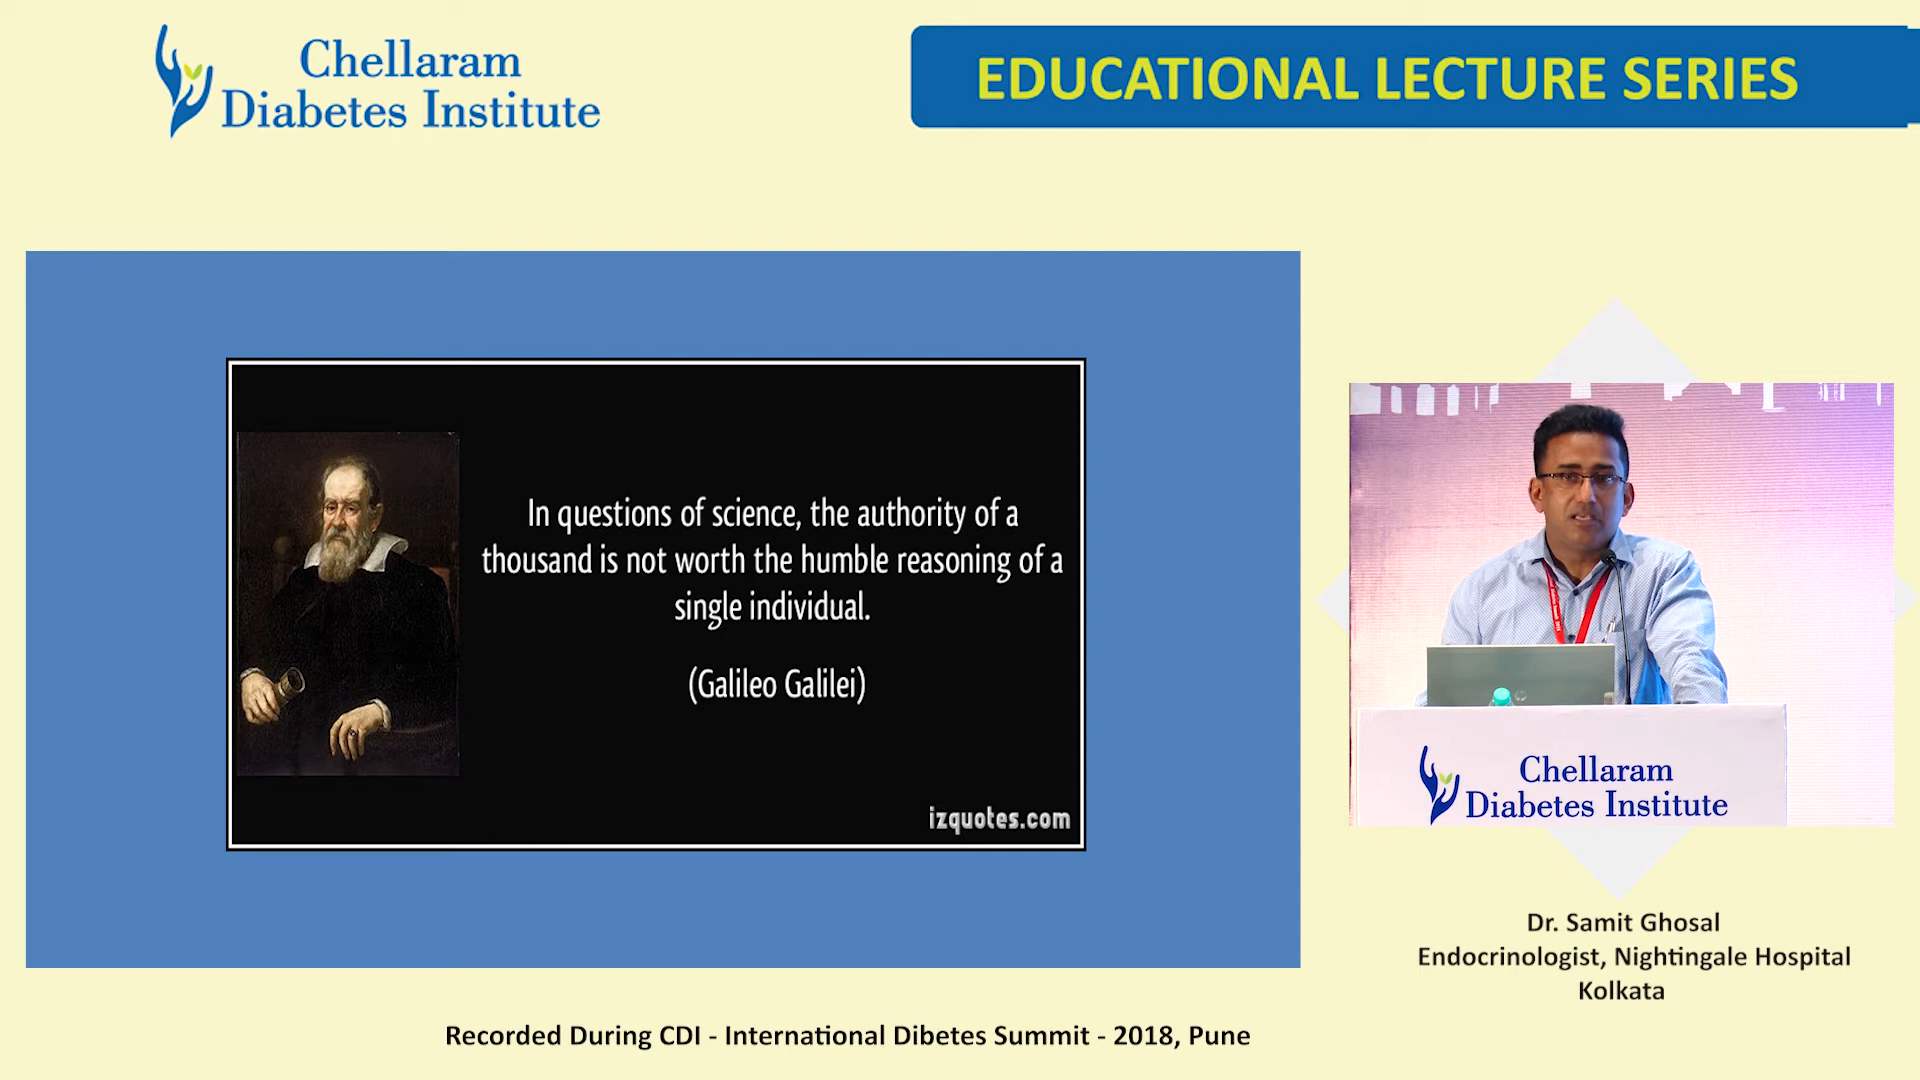 Chellaram
Diabetes Institute
EDUCATIONAL LECTURE SERIES
In questions of science, the authority of a
thousand is not worth the humble reasoning of a
single individual.
(Galileo Galilei)
izquotes.com
Chellaram
Diabetes Institute
Dr. Samit Ghosal
Endocrinologist, Nightingale Hospital
Kolkata
Recorded During CDI - International Dibetes Summit - 2018, Pune